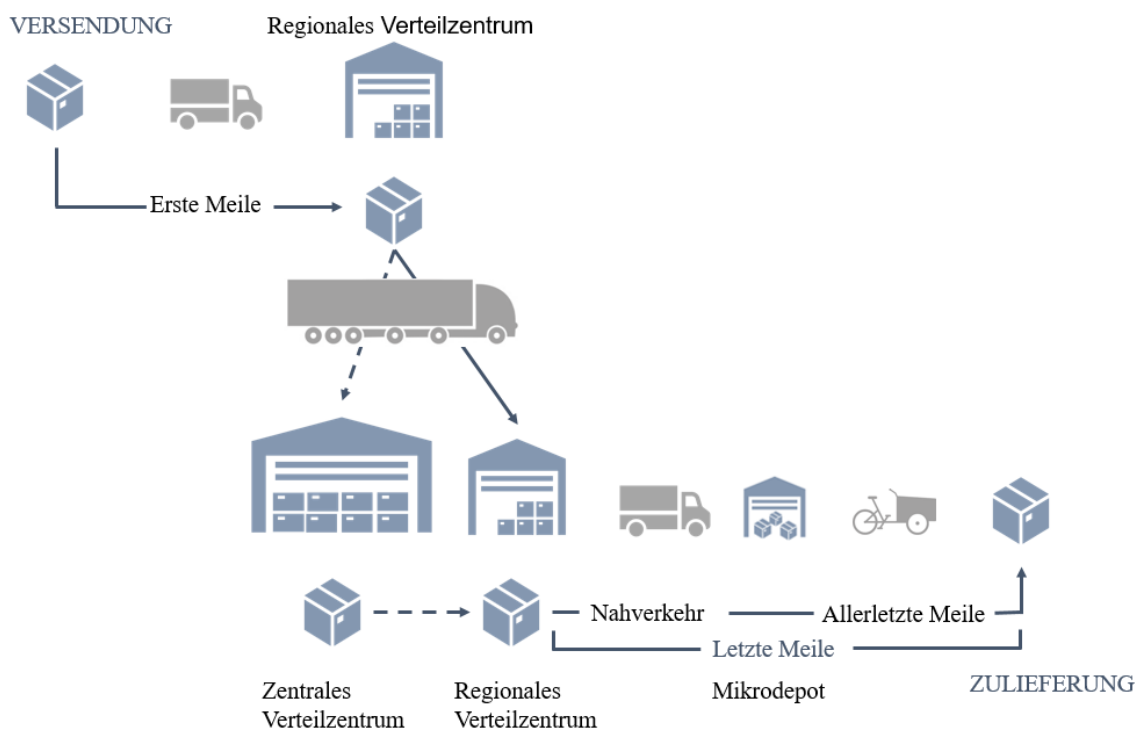 VERSENDUNG
Regionales Verteilzentrum
Erste Meile
Nahverkehr
Allerletzte Meile
Letzte Meile
Zentrales
Verteilzentrum
Regionales
Verteilzentrum
Mikrodepot
ZULIEFERUNG